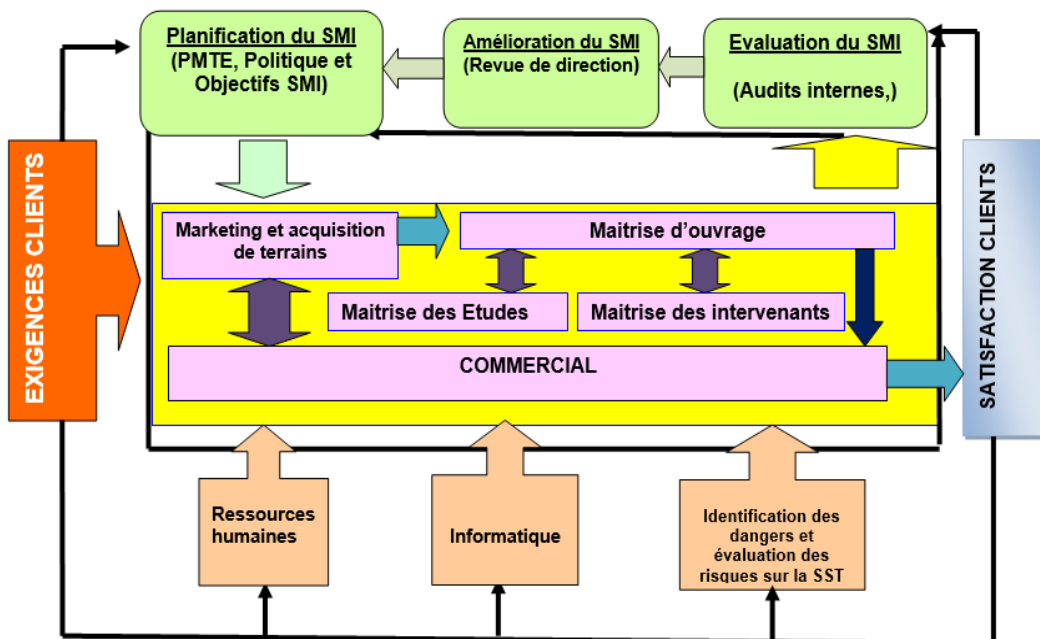 Planification du SMI
(PMTE, Politique et
Objectifs SMI)
Amélioration du SMI
(Revue de direction)
Evaluation du SMI
(Audits internes,)
EXIGENCES CLIENTS
Marketing et acquisition
de terrains
Maitrise d’ouvrage
Maitrise des Etudes
Maitrise des intervenants
COMMERCIAL
SATISFACTION CLIENTS
Ressources
humaines
Informatique
Identification des
dangers et
évaluation des
risques sur la SST